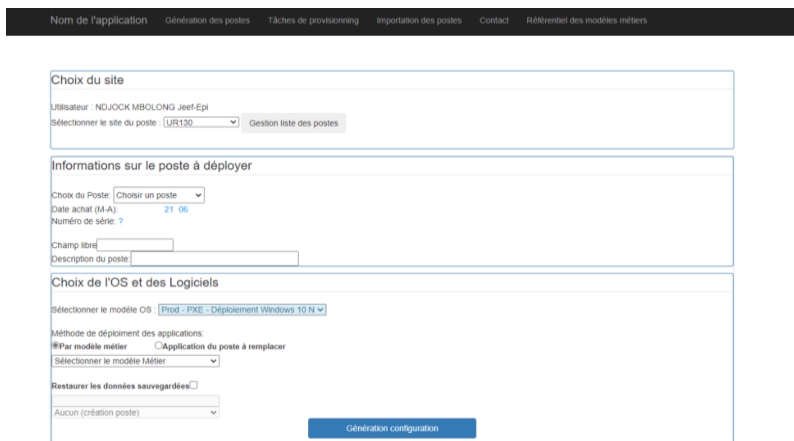 Nom de l'application Génération des postes Tâches de provisionning Importation des postes Contact Référentiel des modèles métiers
Choix du site
Utilisateur : NDJOCK MBOLONG Jeef-Epi
Sélectionner le site du poste : UR130 Gestion liste des postes
Informations sur le poste à déployer
Choix du Poste: Choisir un poste
Date achat (M-A): 21 06
Numéro de série: ?
Champ libre
Description du poste:
Choix de l'OS et des Logiciels
Sélectionner le modèle OS : Prod - PXE - Déploiement Windows 10 N
Méthode de déploiment des applications:
Par modèle métier Application du poste à remplacer
Sélectionner le modèle Métier
Restaurer les données sauvegardées
Aucun (création poste)
Génération configuration